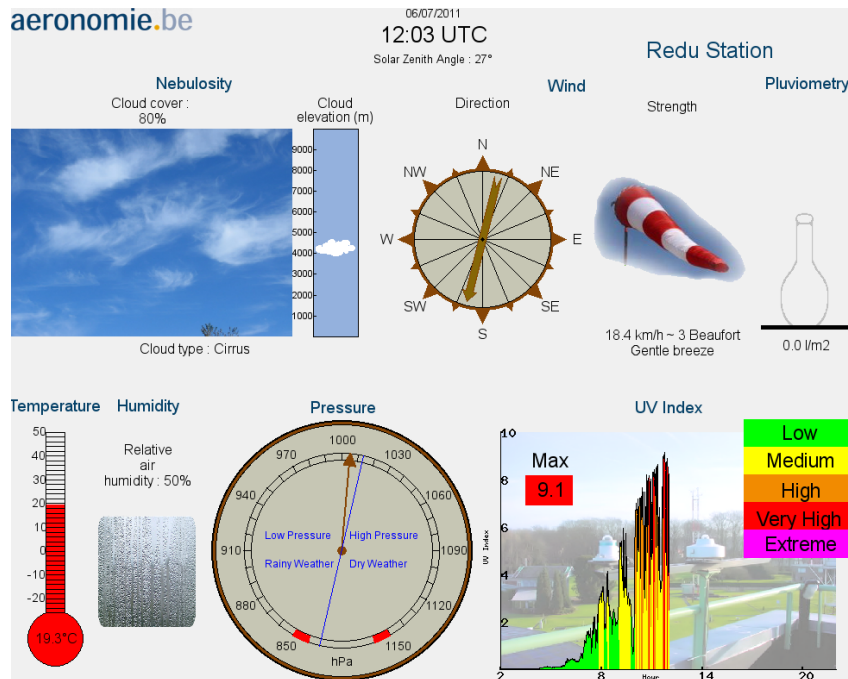 aeronomie.be
06/07/2011
12:03 UTC
Solar Zenith Angle : 27°
Redu Station
Nebulosity
Cloud cover :
80%
Cloud
elevation (m)
9000
8000
7000
6000
5000
4000
3000
2000
1000
Cloud type : Cirrus
Wind
Direction
N
NE
E
SE
S
SW
W
NW
Strength
18.4 km/h ~ 3 Beaufort
Gentle breeze
Pluviometry
0.0 l/m2
Temperature
50
40
30
20
10
0
-10
-20
19.3°C
Humidity
Relative
air
humidity : 50%
Pressure
850
880
910
940
970
1000
1030
1060
1090
1120
1150
Low Pressure
High Pressure
Rainy Weather
Dry Weather
hPa
UV Index
10
8
6
4
2
UV Index
Max
9.1
Low
Medium
High
Very High
Extreme
2
6
10
Hour
14
18
22